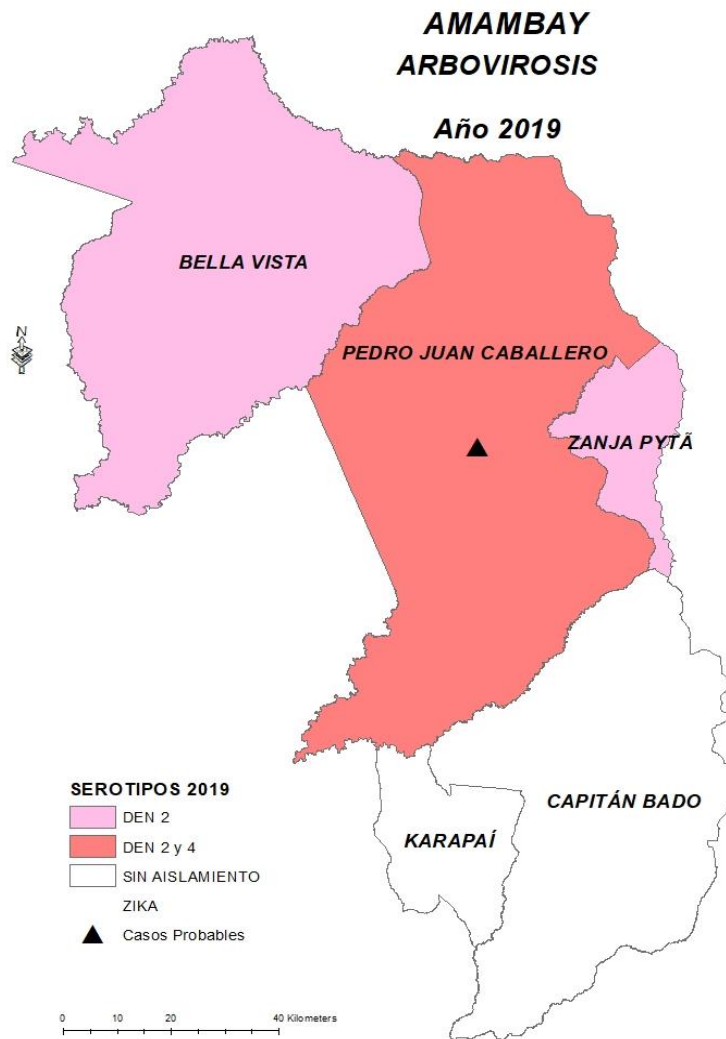 AMAMBAY
ARBOVIROSIS
Año 2019
BELLA VISTA
N
PEDRO JUAN CABALLERO
ZANJA PYTÃ
SEROTIPOS 2019
DEN 2
DEN 2 y 4
SIN AISLAMIENTO
ZIKA
Casos Probables
CAPITÁN BADO
KARAPAÍ
0 10 20 40 Kilometers